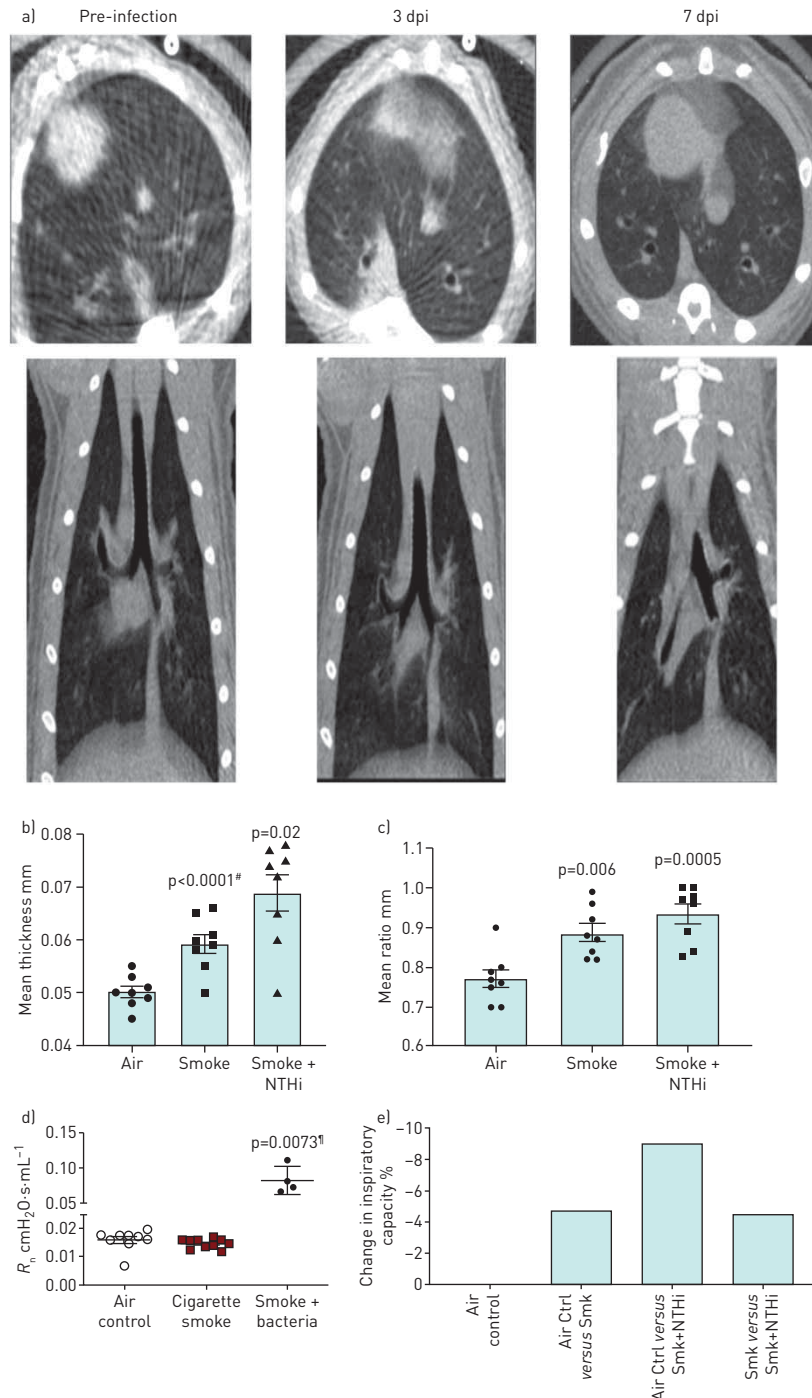 a) Pre-infection 3 dpi 7 dpi
b)
Mean thickness mm
0.08
0.07
0.06
0.05
0.04
p<0.0001#
p=0.02
Air Smoke Smoke +
NTHi
c)
Mean ratio mm
1.1
1.0
0.9
0.8
0.7
0.6
p=0.006
p=0.0005
Air Smoke Smoke +
NTHi
d)
Rn cmH2O·s·mL−1
0.15
0.10
0.05
0.02
0.01
0.00
p=0.0073¶
Air
control
Cigarette
smoke
Smoke +
bacteria
e)
Change in inspiratory
capacity %
−10
−8
−6
−4
−2
0
Air
control
Air Ctrl
versus Smk
Air Ctrl versus
Smk+NTHi
Smk versus
Smk+NTHi